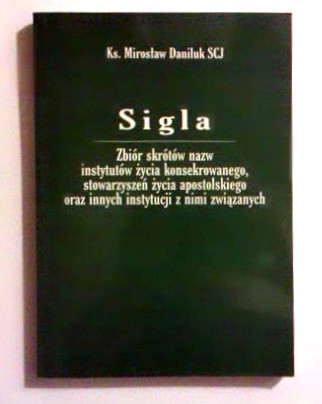 Ks. Mirosław Daniluk SCJ
Sigla
Zbiór skrótów nazw
instytutów życia konsekrowanego,
stowarzyszeń życia apostolskiego
oraz innych instytucji z nimi związanych